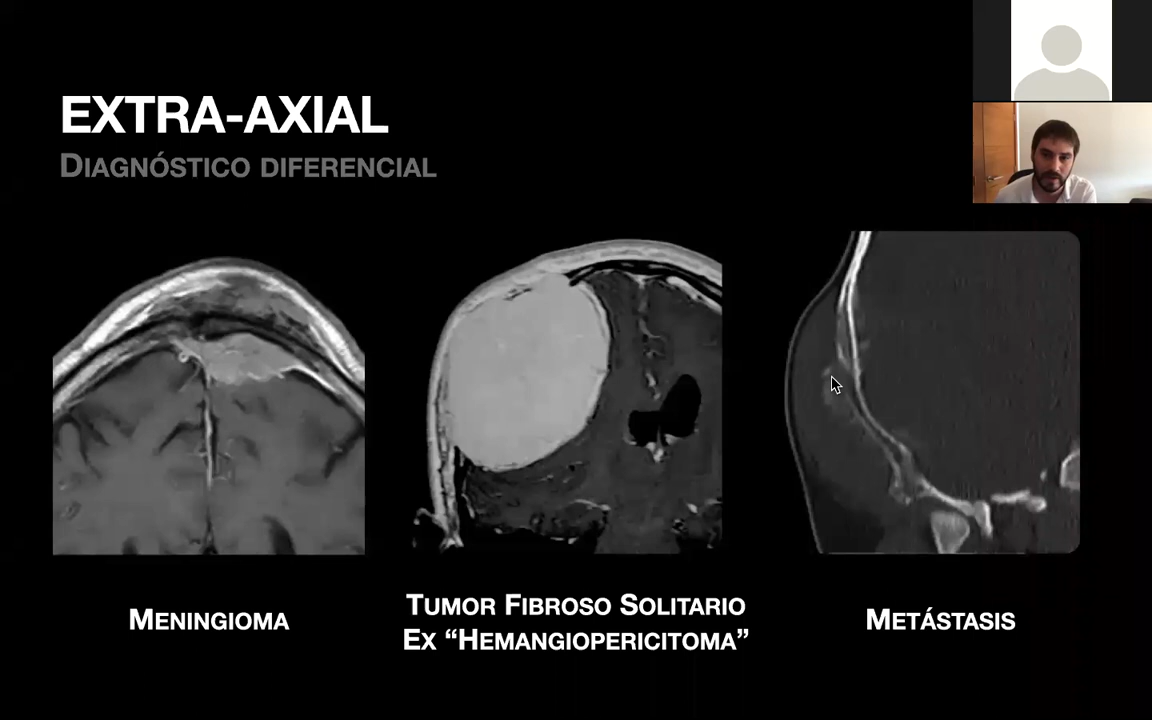 EXTRA-AXIAL
DIAGNÓSTICO DIFERENCIAL
MENINGIOMA
TUMOR FIBROSO SOLITARIO
EX “HEMANGIOPERICITOMA”
METÁSTASIS